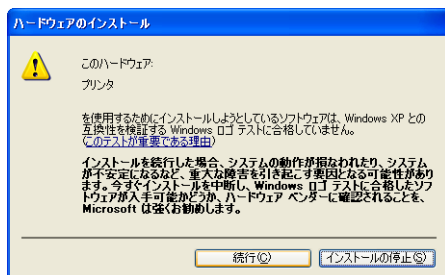 ハードウェアのインストール
このハードウェア:
プリンタ
を使用するためにインストールしようとしているソフトウェアは、Windows XP との
互換性を検証する Windows ロゴ テストに合格していません。
(このテストが重要である理由)
インストールを続行した場合、システムの動作が損なわれたり、システム
が不安定になるなど、重大な障害を引き起こす要因となる可能性があり
ます。今すぐインストールを中断し、Windows ロゴ テストに合格したソフ
トウェアが入手可能かどうか、ハードウェア ベンダーに確認されることを、
Microsoft は強くお勧めします。
続行(C) インストールの停止(S)